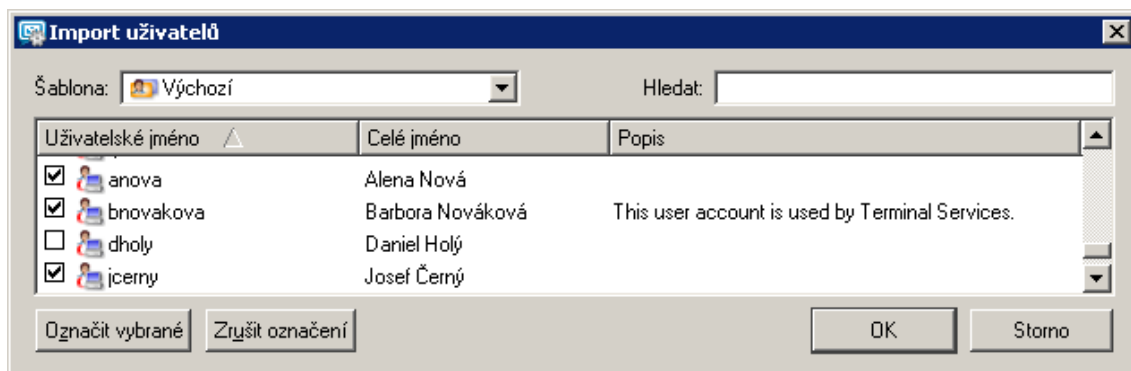 Import uživatelů
Šablona: Výchozí Hledat:
Uživatelské jméno Celé jméno Popis
anova Alena Nová
bnovakova Barbora Nováková This user account is used by Terminal Services.
dholy Daniel Holý
jcerny Josef Černý
Označit vybrané Zrušit označení OK Storno